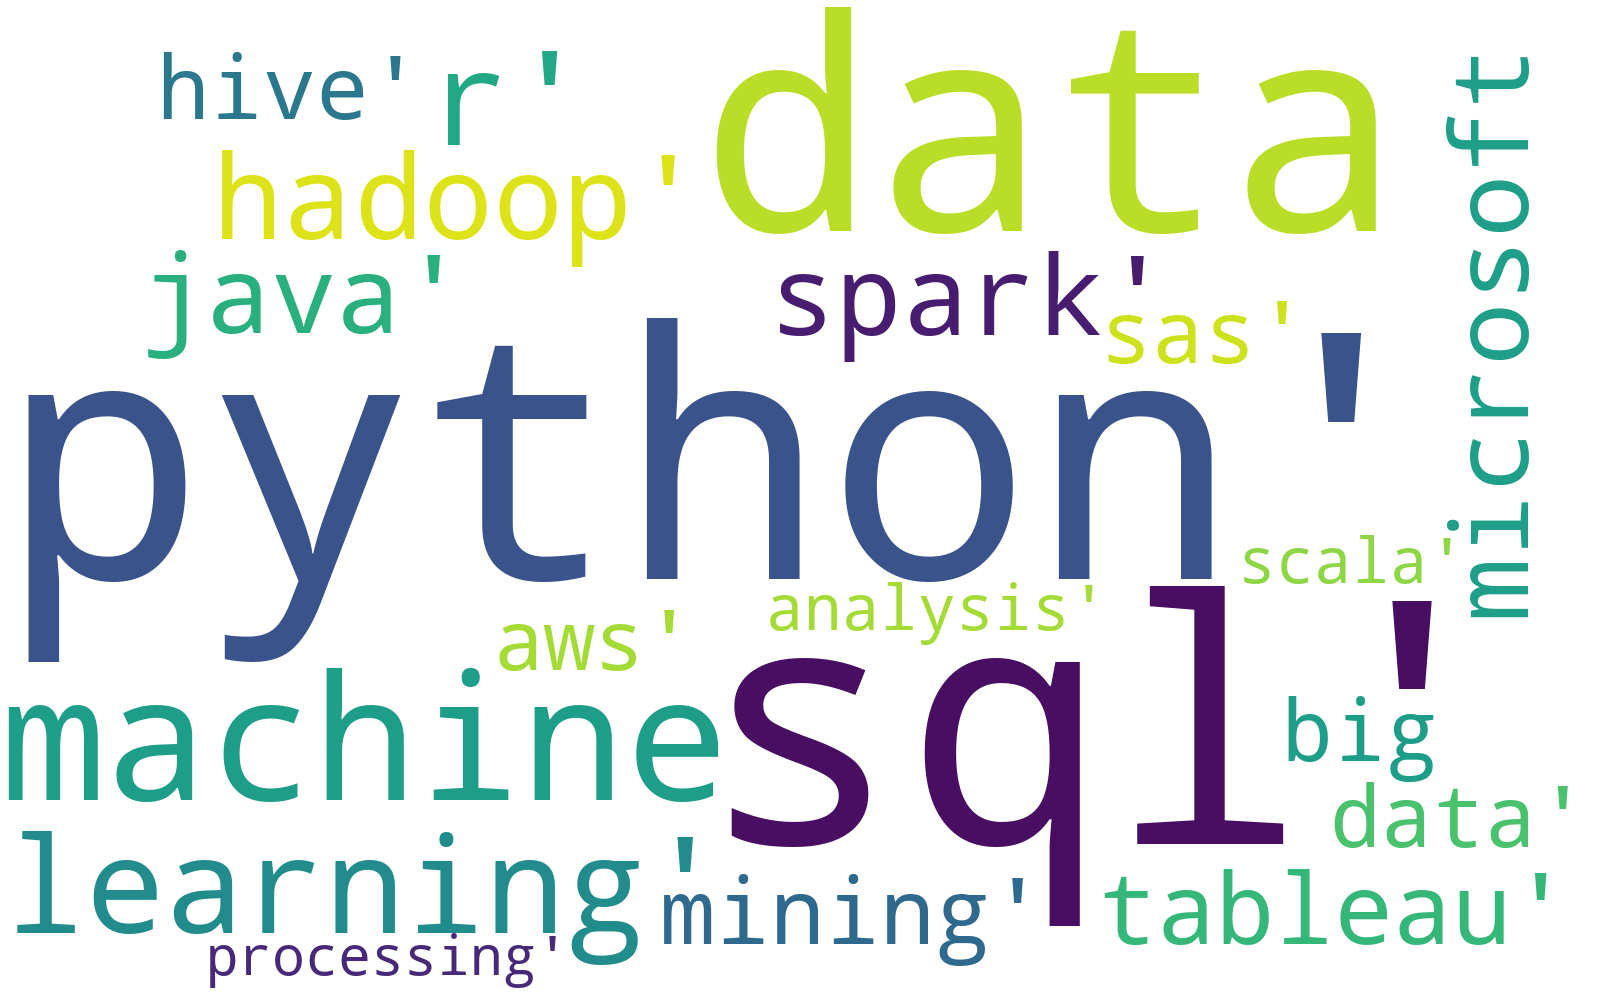 hive'
r'
data
microsoft
hadoop'
java'
spark'
sas'
python'
scala'
analysis'
aws'
sql'
machine
big
data'
learning'
mining'
tableau'
processing'